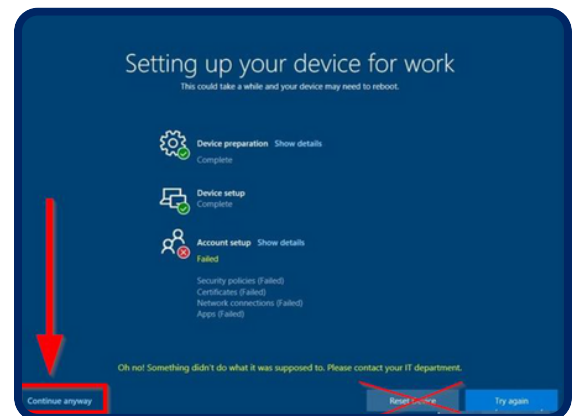 Setting up your device for work
This could take a while and your device may need to reboot.
Device preparation Show details
Complete
Device setup
Complete
Account setup Show details
Failed
Security policies (Failed)
Certificates (Failed)
Network connections (Failed)
Apps (Failed)
Oh no! Something didn't do what it was supposed to. Please contact your IT department.
Continue anyway
Reset Device
Try again